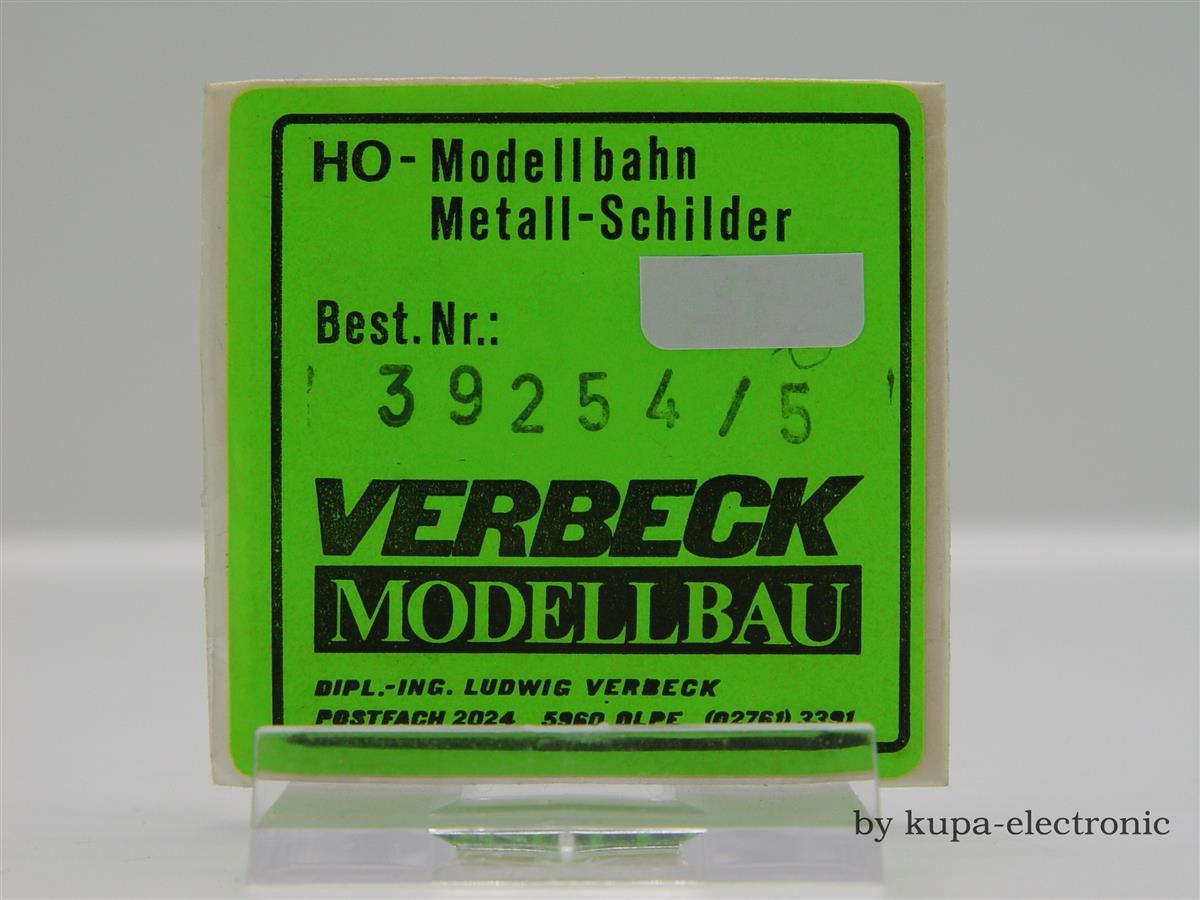 HO - Modellbahn
Metall-Schilder
Best. Nr.:
39254/5
VERBECK
MODELLBAU
DIPL.-ING. LUDWIG VERBECK
POSTFACH 2024 5960 OLPE (02761) 3391
by kupa-electronic